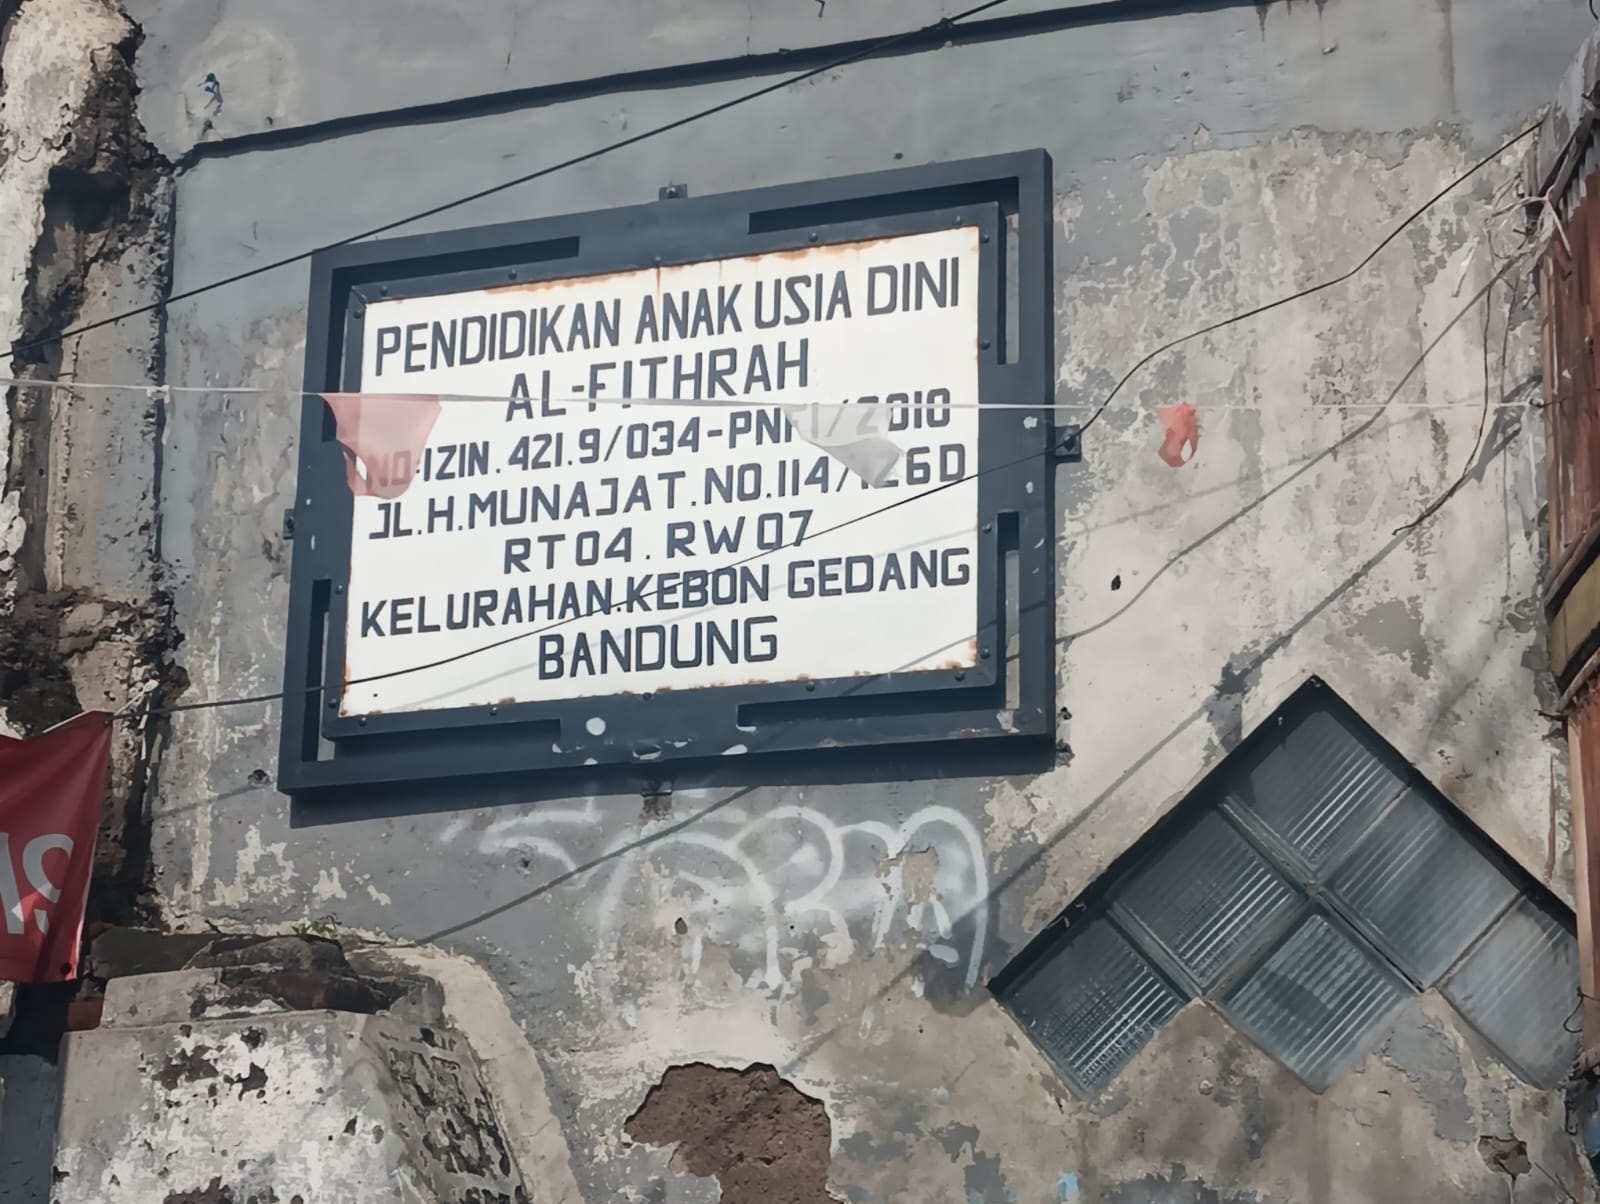 PENDIDIKAN ANAK USIA DINI
AL-FITHRAH
NO.IZIN.421.9/034-PNFI/2010
JL.H.MUNAJAT.NO.114/126D
RT04.RW07
KELURAHAN.KEBON GEDANG
BANDUNG